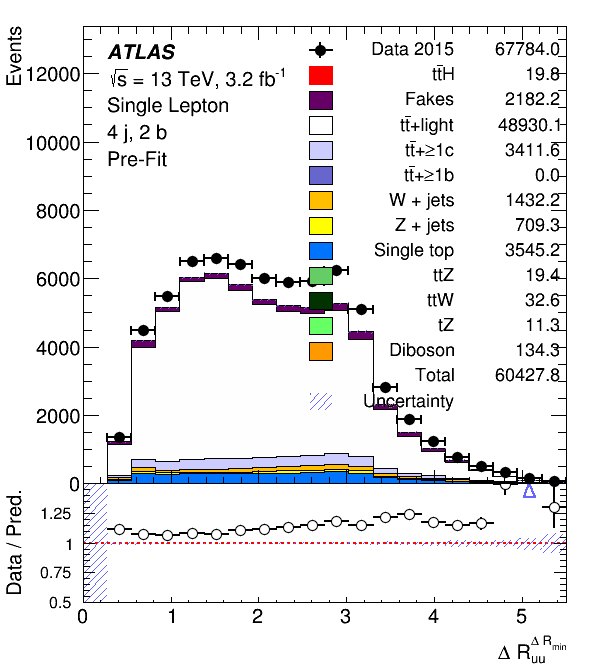 Events
ATLAS
√s = 13 TeV, 3.2 fb⁻¹
Single Lepton
4 j, 2 b
Pre-Fit
Data 2015 67784.0
tt̄H 19.8
Fakes 2182.2
tt̄+light 48930.1
tt̄+≥1c 3411.6
tt̄+≥1b 0.0
W + jets 1432.2
Z + jets 709.3
Single top 3545.2
ttZ 19.4
ttW 32.6
tZ 11.3
Diboson 134.3
Total 60427.8
Uncertainty
12000
10000
8000
6000
4000
2000
0
Data / Pred.
1.25
1
0.75
0.5
0 1 2 3 4 5
Δ R_uu^Δ R_min